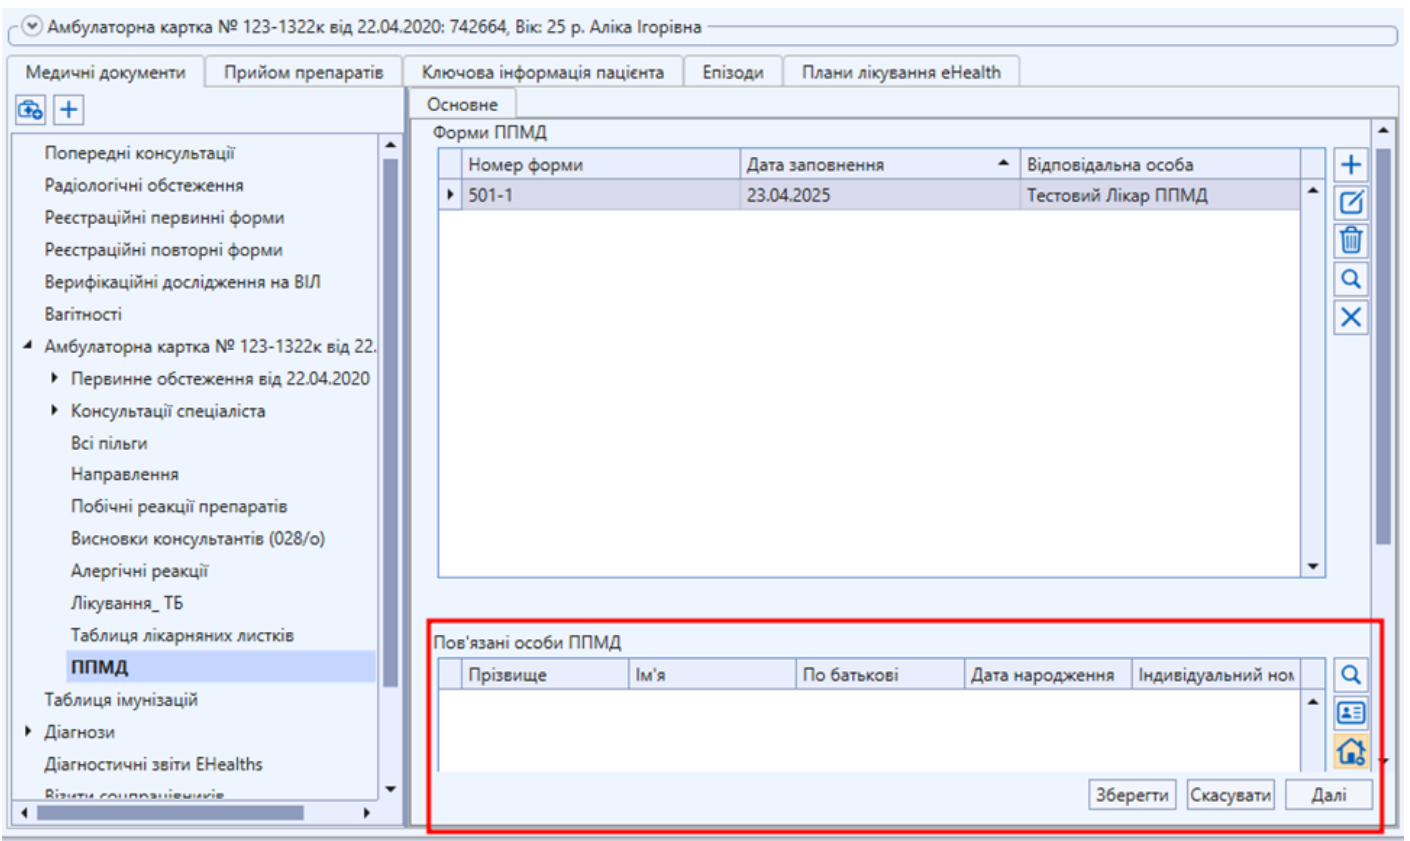 Амбулаторна картка № 123-1322к від 22.04.2020: 742664, Вік: 25 р. Аліка Ігорівна
Медичні документи Прийом препаратів Ключова інформація пацієнта Епізоди Плани лікування eHealth
Основне
Попередні консультації
Радіологічні обстеження
Реєстраційні первинні форми
Реєстраційні повторні форми
Верифікаційні дослідження на ВІЛ
Вагітності
Амбулаторна картка № 123-1322к від 22.
Первинне обстеження від 22.04.2020
Консультації спеціаліста
Всі пільги
Направлення
Побічні реакції препаратів
Висновки консультантів (028/о)
Алергічні реакції
Лікування_ ТБ
Таблиця лікарняних листків
ППМД
Таблиця імунізацій
Діагнози
Діагностичні звіти EHealths
Візити соцпрацівників
Форми ППМД
Номер форми Дата заповнення Відповідальна особа
501-1 23.04.2025 Тестовий Лікар ППМД
Пов'язані особи ППМД
Прізвище Ім'я По батькові Дата народження Індивідуальний ном
Зберегти Скасувати Далі